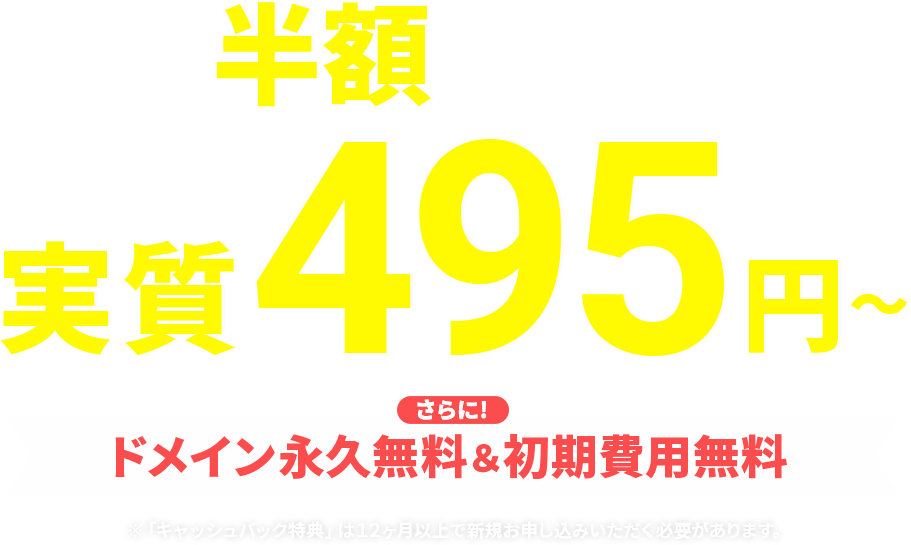 半額
実質495円~
さらに!
ドメイン永久無料&初期費用無料
※「キャッシュバック特典」は12ヶ月以上で新規お申し込みいただく必要があります。